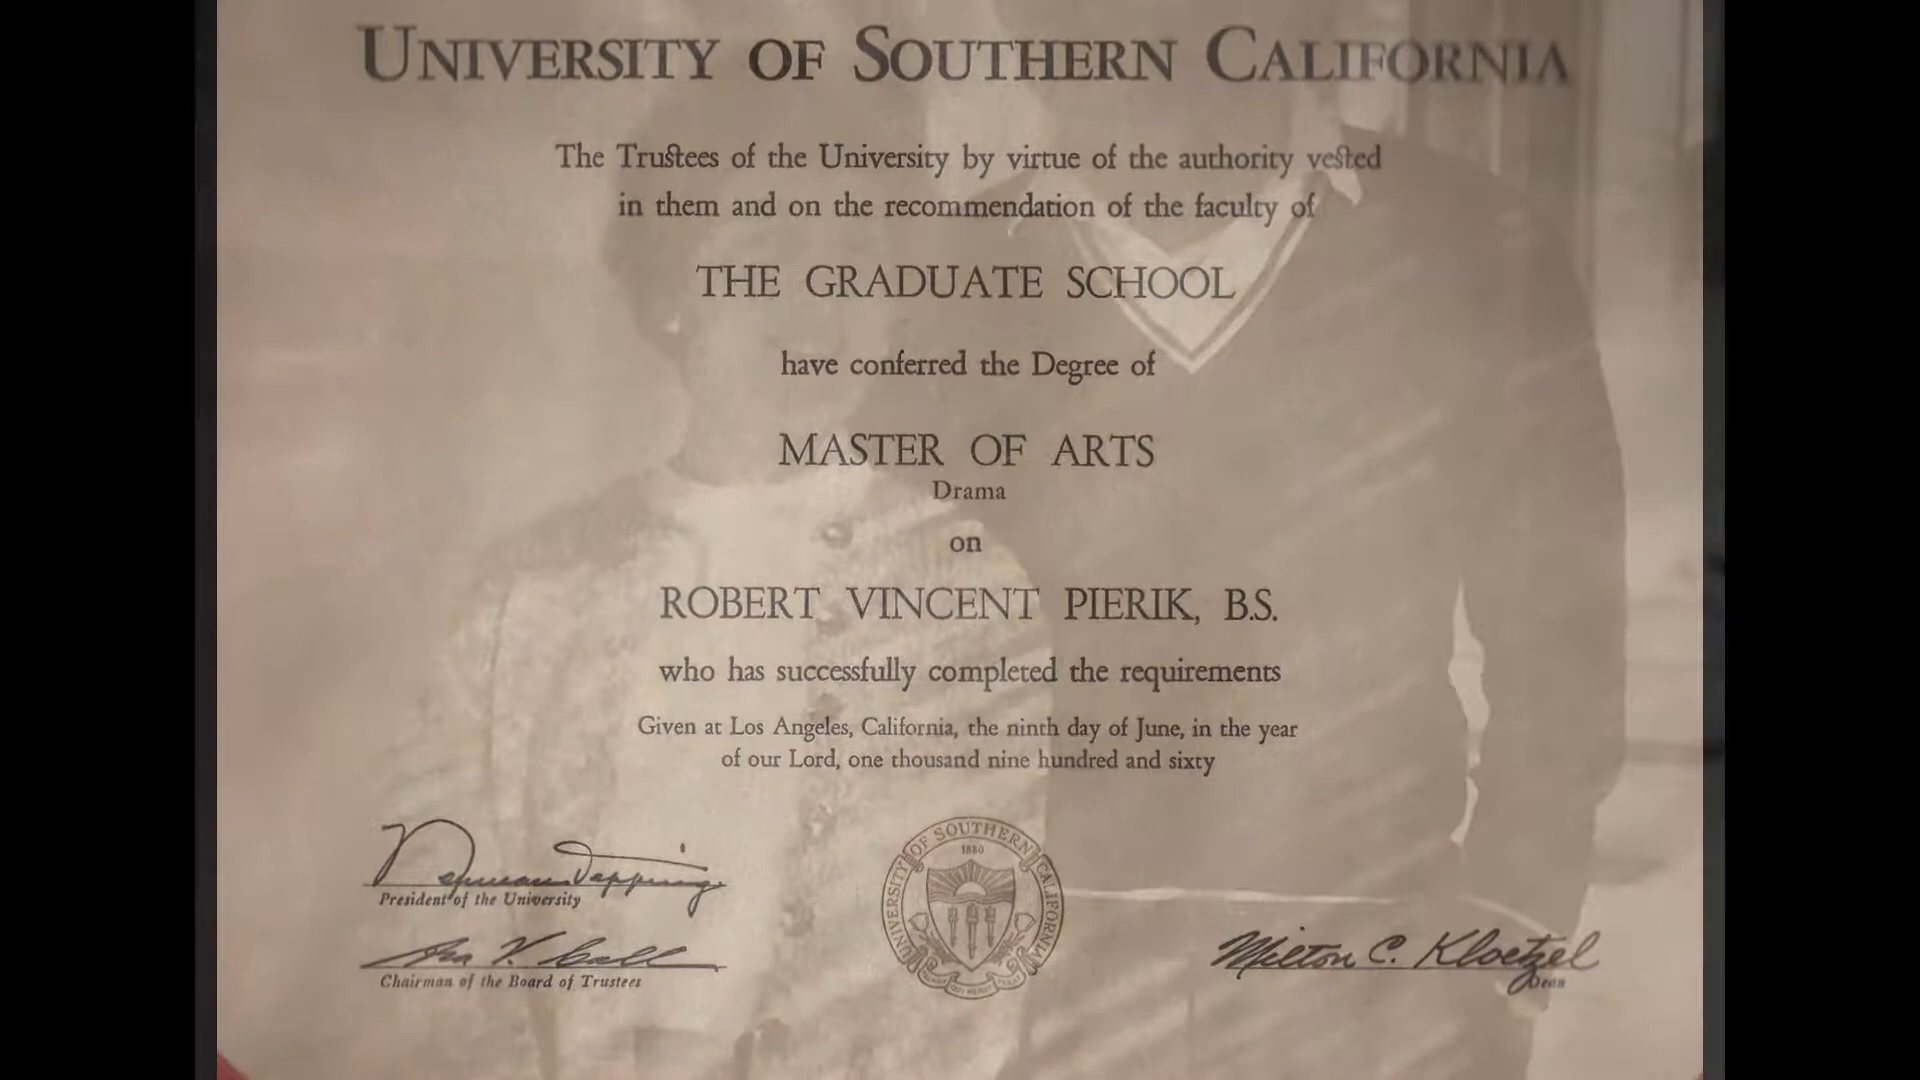 UNIVERSITY OF SOUTHERN CALIFORNIA
The Trustees of the University by virtue of the authority vested
in them and on the recommendation of the faculty of
THE GRADUATE SCHOOL
have conferred the Degree of
MASTER OF ARTS
Drama
on
ROBERT VINCENT PIERIK, B.S.
who has successfully completed the requirements
Given at Los Angeles, California, the ninth day of June, in the year
of our Lord, one thousand nine hundred and sixty
Norman Topping
President of the University
UNIVERSITY OF SOUTHERN CALIFORNIA
1880
Milton C. Kloetzel
Dean
Chairman of the Board of Trustees